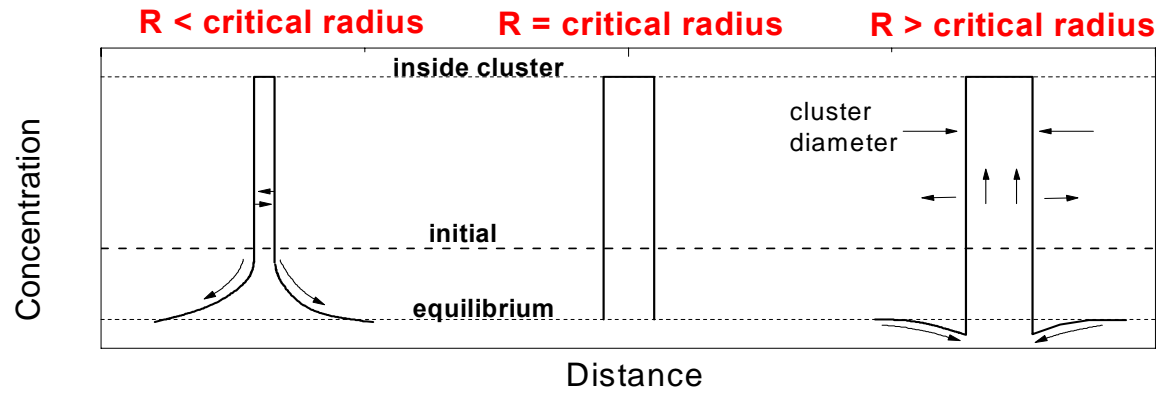 R < critical radius
R = critical radius
R > critical radius
inside cluster
cluster
diameter
initial
equilibrium
Concentration
Distance